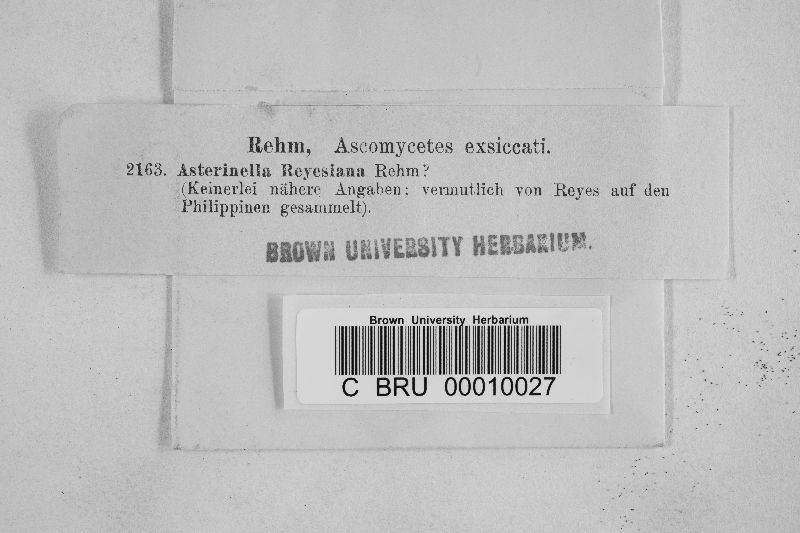 Rehm, Ascomycetes exsiccati.
2163. Asterinella Reyesiana Rehm?
(Keinerlei nähere Angaben; vermutlich von Reyes auf den
Philippinen gesammelt).
BROWN UNIVERSITY HERBARIUM.
Brown University Herbarium
C BRU 00010027